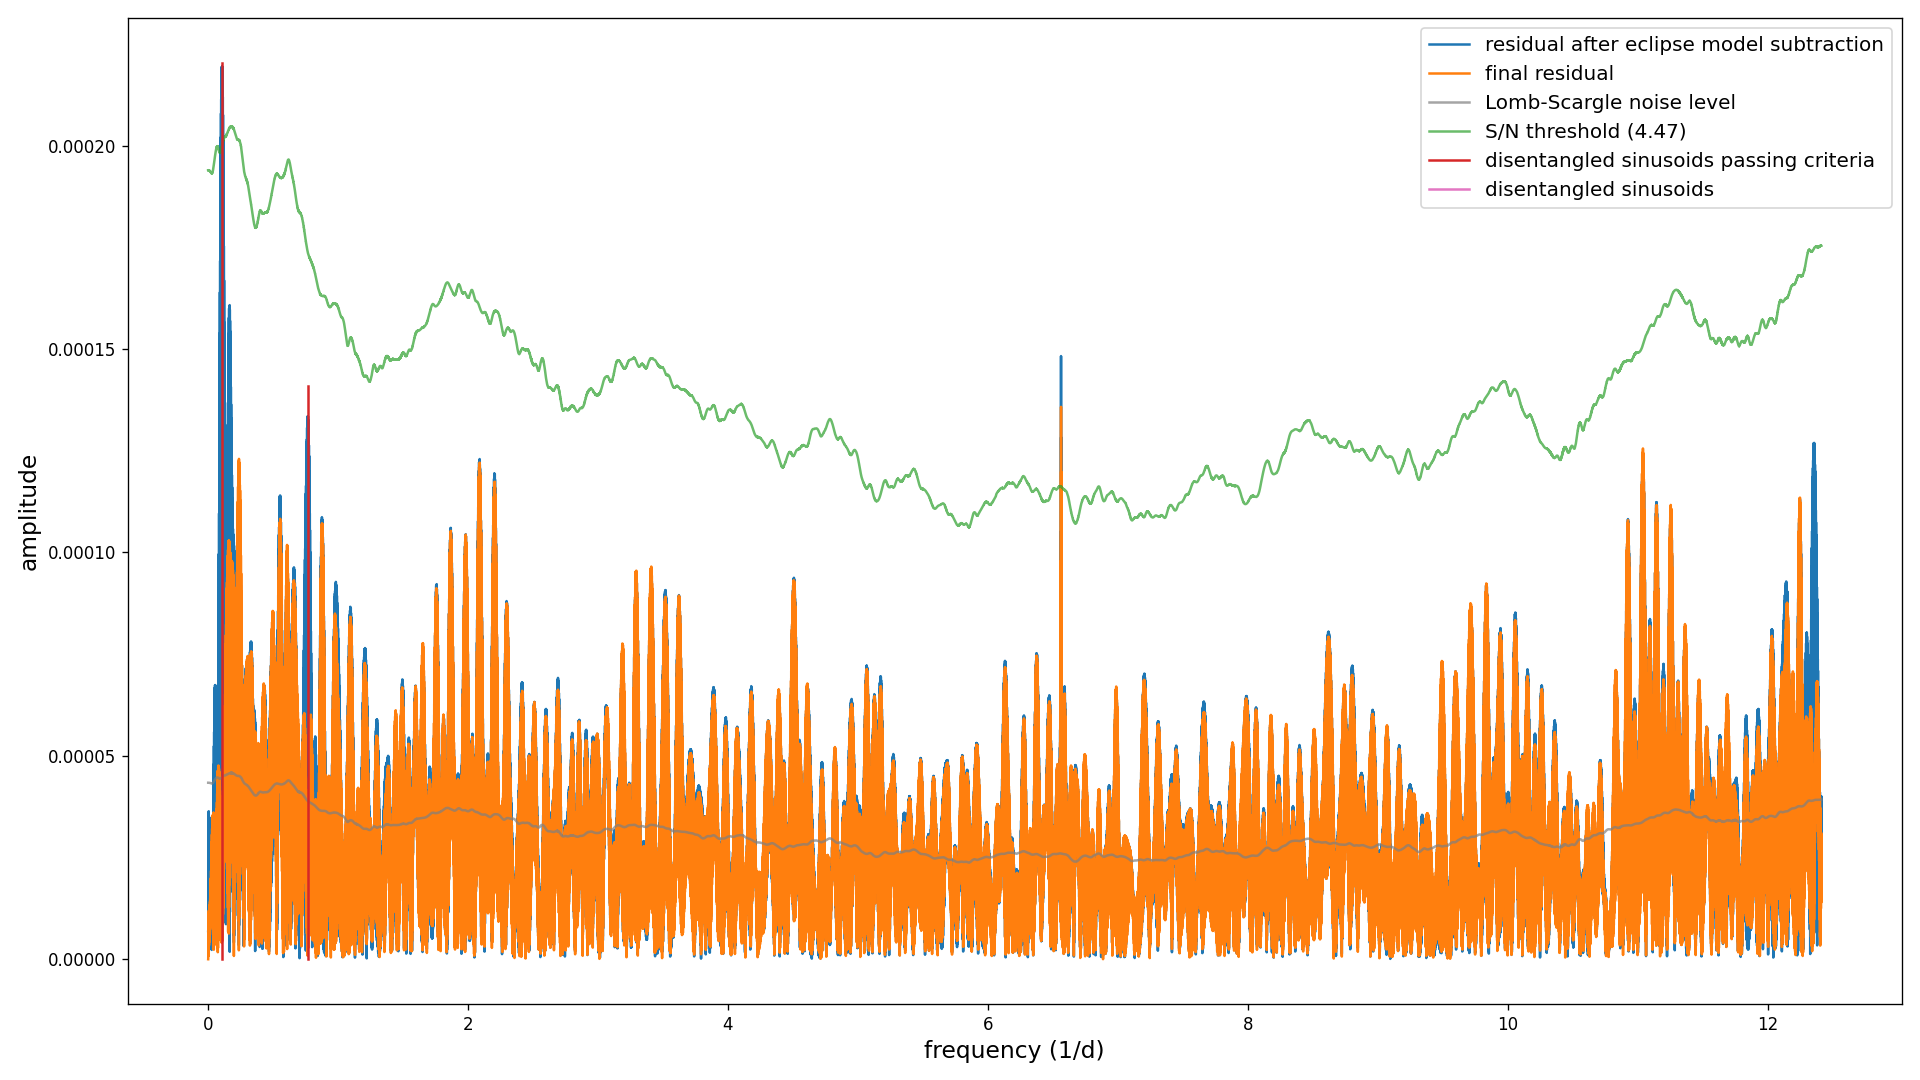 residual after eclipse model subtraction
final residual
Lomb-Scargle noise level
S/N threshold (4.47)
disentangled sinusoids passing criteria
disentangled sinusoids
0.00020
0.00015
0.00010
0.00005
0.00000
amplitude
0 2 4 6 8 10 12
frequency (1/d)